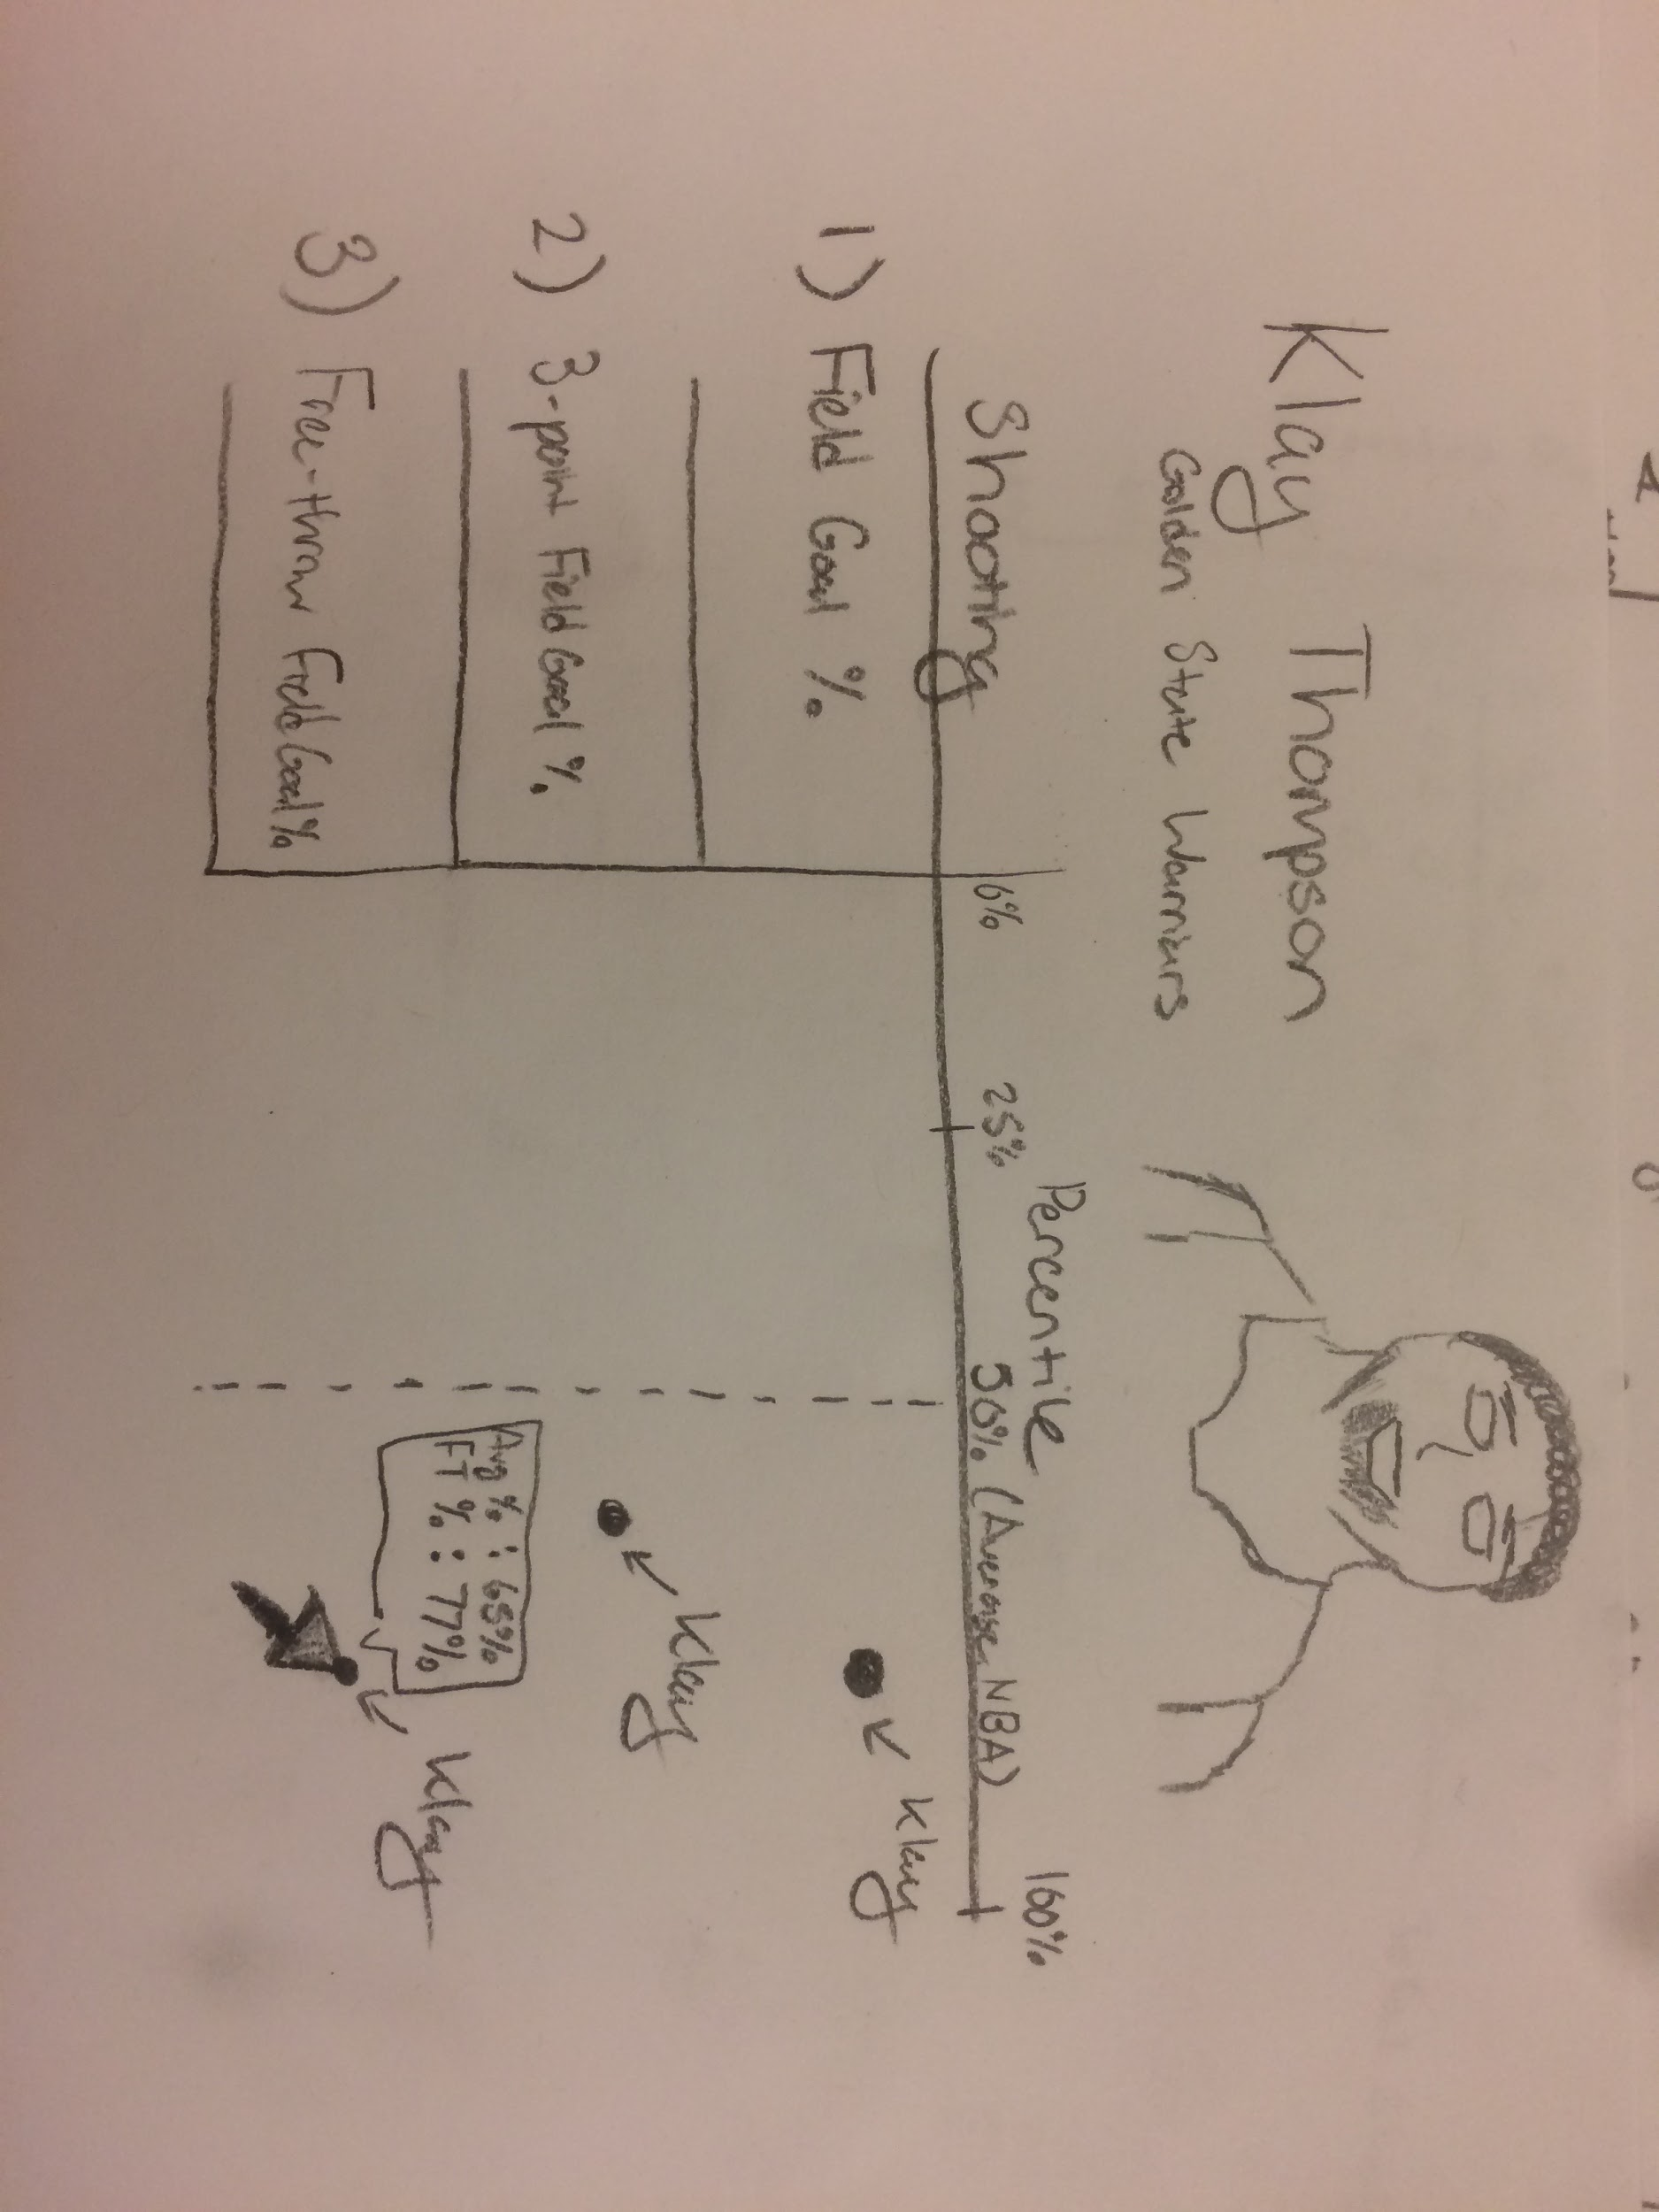 Klay Thompson
Golden State Warriors
Percentile
Shooting 0% 25% 50% (Average NBA) 100%
1) Field Goal %
Klay
2) 3-point Field Goal %
Klay
Avg % : 65%
FT % : 77%
3) Free-throw Field Goal %
Klay